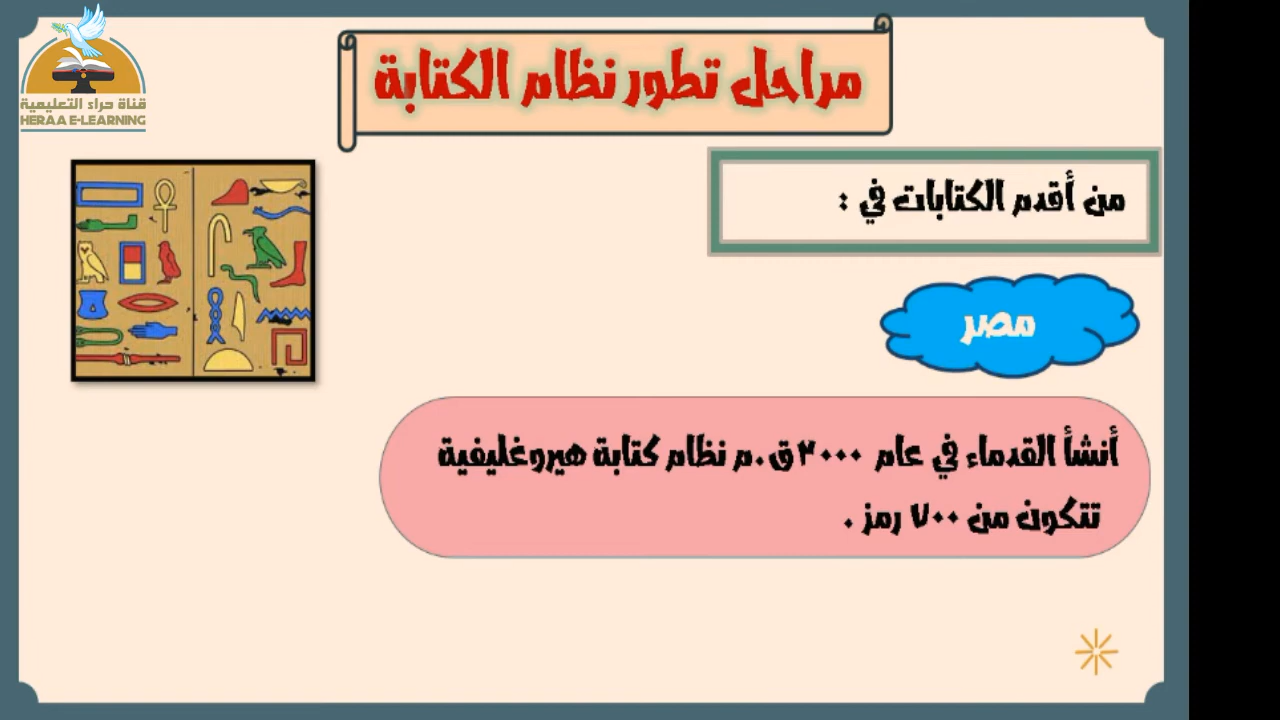 قناة حراء التعليمية
HERAA E-LEARNING
مراحل تطور نظام الكتابة
من أقدم الكتابات في :
مصر
أنشأ القدماء في عام ٣٠٠٠ ق.م نظام كتابة هيروغليفية
تتكون من ٧٠٠ رمز .